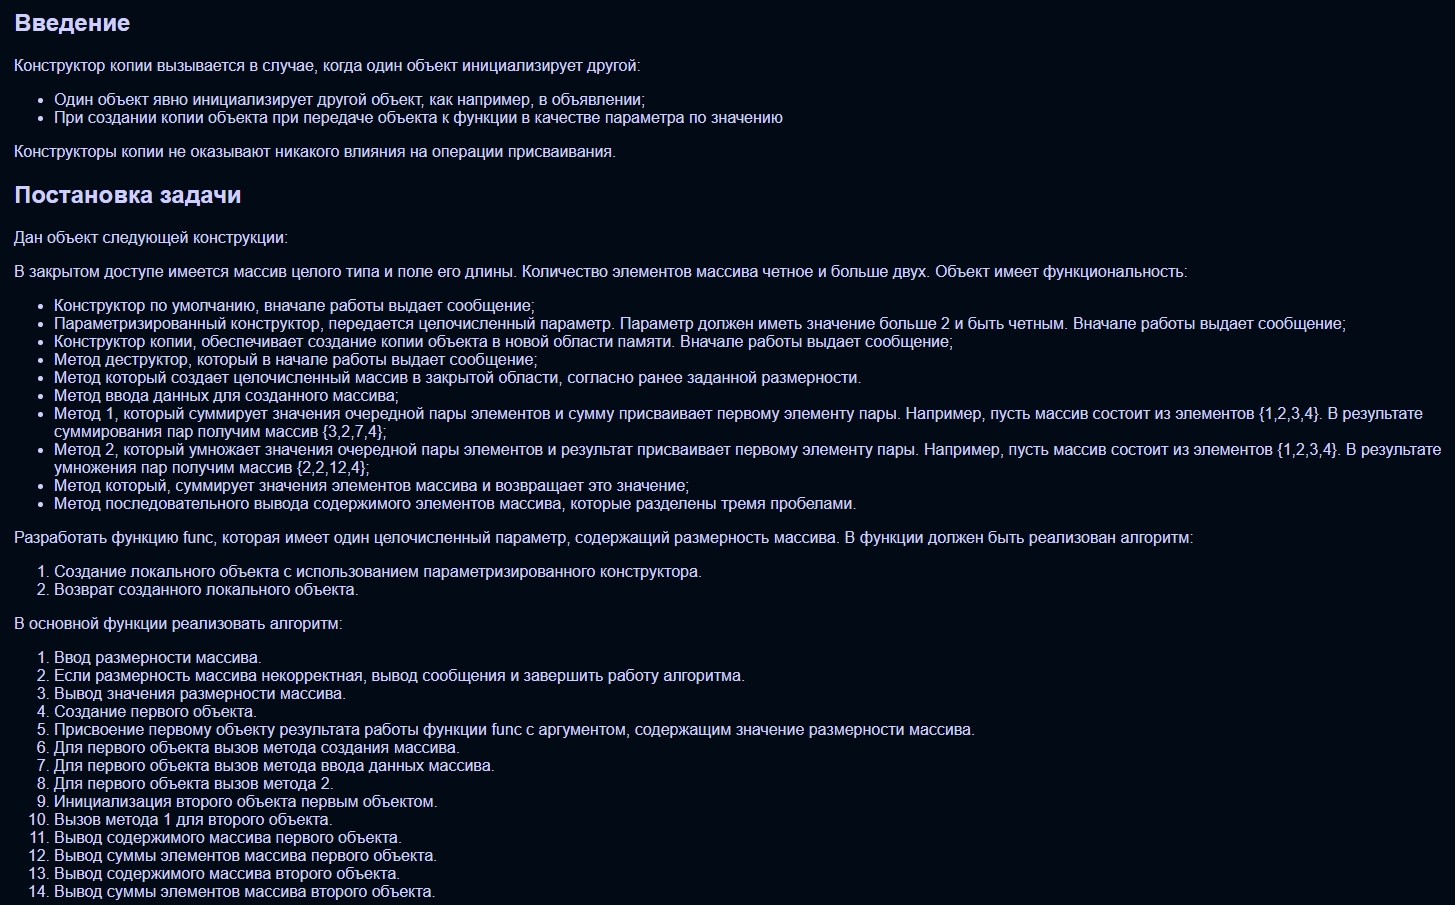 Введение
Конструктор копии вызывается в случае, когда один объект инициализирует другой:
• Один объект явно инициализирует другой объект, как например, в объявлении;
• При создании копии объекта при передаче объекта к функции в качестве параметра по значению
Конструкторы копии не оказывают никакого влияния на операции присваивания.
Постановка задачи
Дан объект следующей конструкции:
В закрытом доступе имеется массив целого типа и поле его длины. Количество элементов массива четное и больше двух. Объект имеет функциональность:
• Конструктор по умолчанию, вначале работы выдает сообщение;
• Параметризированный конструктор, передается целочисленный параметр. Параметр должен иметь значение больше 2 и быть четным. Вначале работы выдает сообщение;
• Конструктор копии, обеспечивает создание копии объекта в новой области памяти. Вначале работы выдает сообщение;
• Метод деструктор, который в начале работы выдает сообщение;
• Метод который создает целочисленный массив в закрытой области, согласно ранее заданной размерности.
• Метод ввода данных для созданного массива;
• Метод 1, который суммирует значения очередной пары элементов и сумму присваивает первому элементу пары. Например, пусть массив состоит из элементов {1,2,3,4}. В результате
суммирования пар получим массив {3,2,7,4};
• Метод 2, который умножает значения очередной пары элементов и результат присваивает первому элементу пары. Например, пусть массив состоит из элементов {1,2,3,4}. В результате
умножения пар получим массив {2,2,12,4};
• Метод который, суммирует значения элементов массива и возвращает это значение;
• Метод последовательного вывода содержимого элементов массива, которые разделены тремя пробелами.
Разработать функцию func, которая имеет один целочисленный параметр, содержащий размерность массива. В функции должен быть реализован алгоритм:
1. Создание локального объекта с использованием параметризированного конструктора.
2. Возврат созданного локального объекта.
В основной функции реализовать алгоритм:
1. Ввод размерности массива.
2. Если размерность массива некорректная, вывод сообщения и завершить работу алгоритма.
3. Вывод значения размерности массива.
4. Создание первого объекта.
5. Присвоение первому объекту результата работы функции func с аргументом, содержащим значение размерности массива.
6. Для первого объекта вызов метода создания массива.
7. Для первого объекта вызов метода ввода данных массива.
8. Для первого объекта вызов метода 2.
9. Инициализация второго объекта первым объектом.
10. Вызов метода 1 для второго объекта.
11. Вывод содержимого массива первого объекта.
12. Вывод суммы элементов массива первого объекта.
13. Вывод содержимого массива второго объекта.
14. Вывод суммы элементов массива второго объекта.